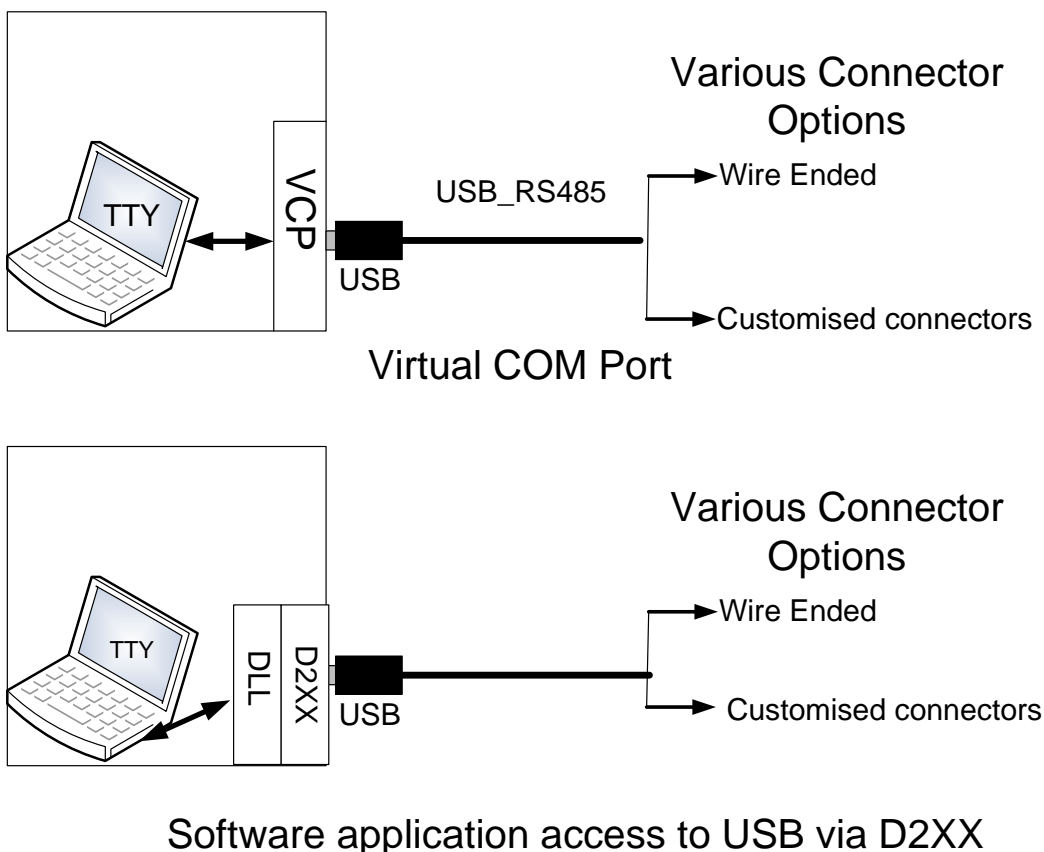 Various Connector
Options
Wire Ended
USB_RS485
TTY
VCP
USB
Customised connectors
Virtual COM Port
Various Connector
Options
Wire Ended
TTY
DLL
D2XX
USB
Customised connectors
Software application access to USB via D2XX